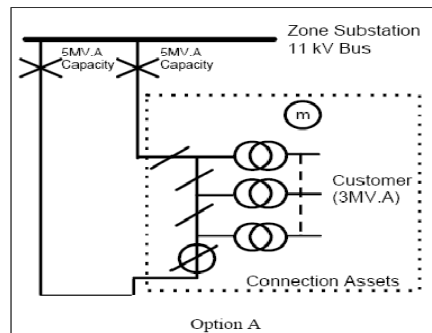 Zone Substation
11 kV Bus
5MV.A
Capacity
5MV.A
Capacity
m
Customer
(3MV.A)
Connection Assets
Option A